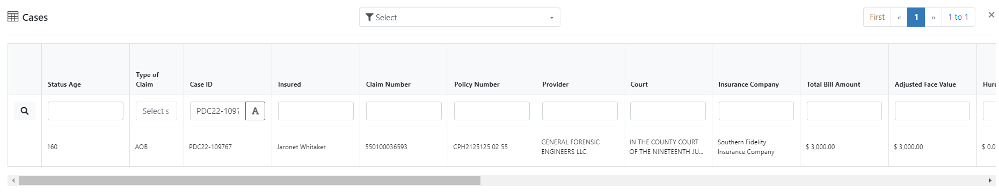 Cases
Select
First « 1 » 1 to 1 ×
Status Age
Type of
Claim
Case ID
Insured
Claim Number
Policy Number
Provider
Court
Insurance Company
Total Bill Amount
Adjusted Face Value
Hurd
Select s
PDC22-1097
A
160
AOB
PDC22-109767
Jaronet Whitaker
550100036593
CPH2125125 02 55
GENERAL FORENSIC
ENGINEERS LLC.
IN THE COUNTY COURT
OF THE NINETEENTH JU...
Southern Fidelity
Insurance Company
$ 3,000.00
$ 3,000.00
$ 0.0